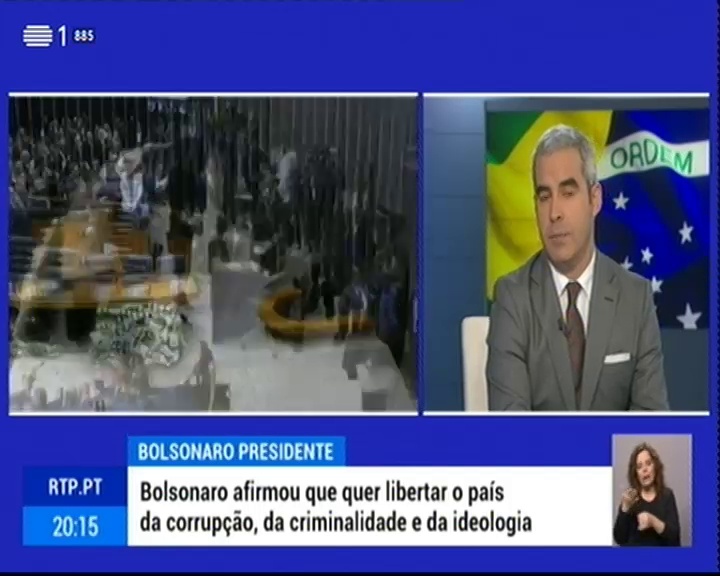 1 885
ORDEM
BOLSONARO PRESIDENTE
RTP.PT
Bolsonaro afirmou que quer libertar o país
20:15
da corrupção, da criminalidade e da ideologia